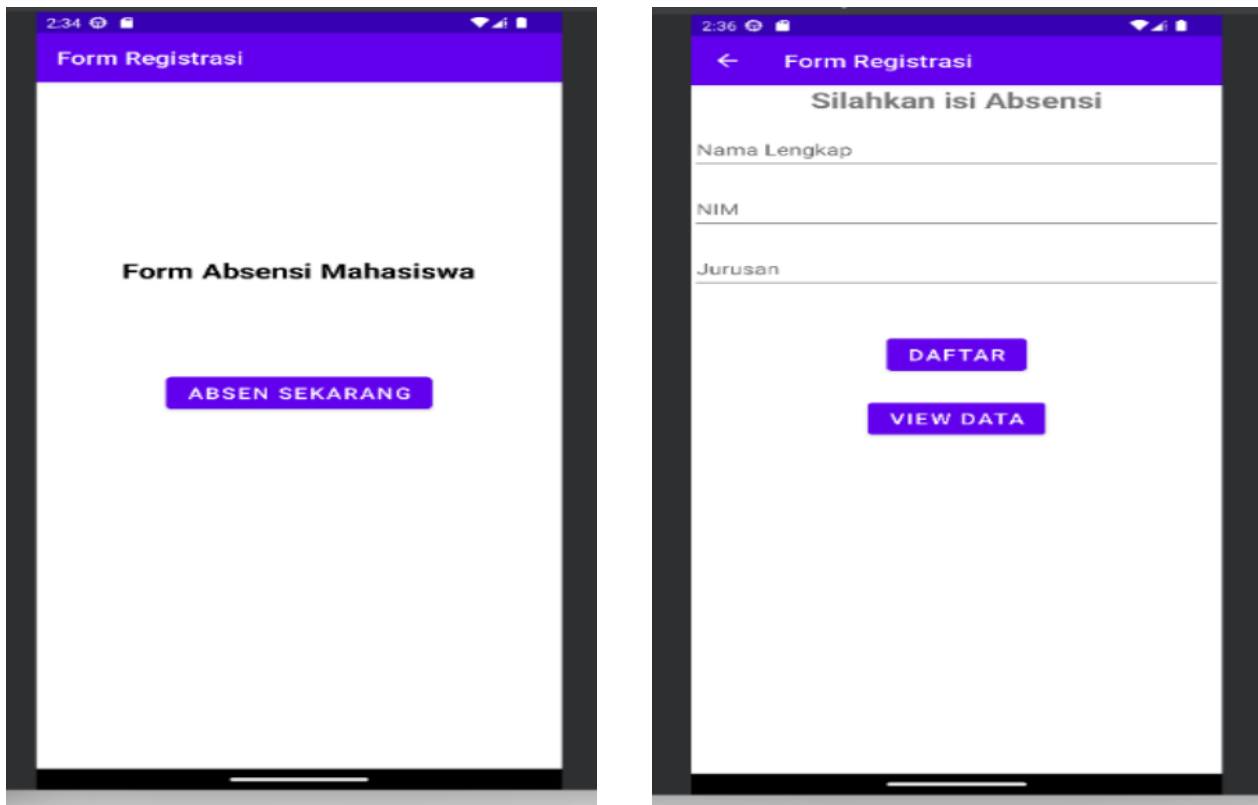 2:34
Form Registrasi
Form Absensi Mahasiswa
ABSEN SEKARANG
2:36
Form Registrasi
Silahkan isi Absensi
Nama Lengkap
NIM
Jurusan
DAFTAR
VIEW DATA